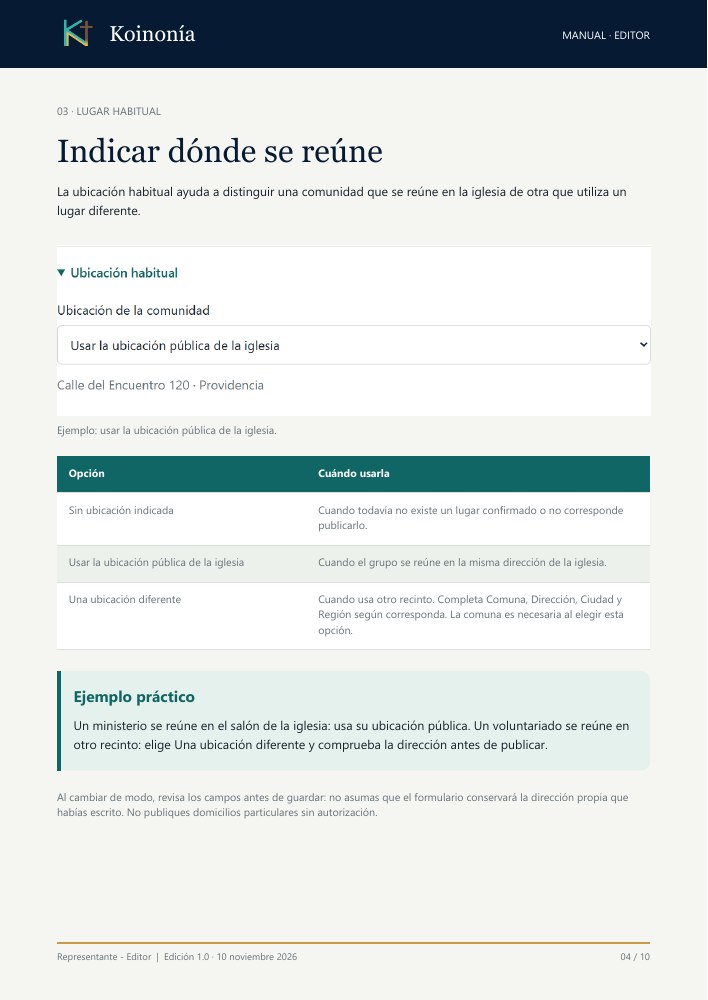 Koinonía
MANUAL · EDITOR
03 · LUGAR HABITUAL
Indicar dónde se reúne
La ubicación habitual ayuda a distinguir una comunidad que se reúne en la iglesia de otra que utiliza un
lugar diferente.
Ubicación habitual
Ubicación de la comunidad
Usar la ubicación pública de la iglesia
Calle del Encuentro 120 · Providencia
Ejemplo: usar la ubicación pública de la iglesia.
Opción
Cuándo usarla
Sin ubicación indicada
Cuando todavía no existe un lugar confirmado o no corresponde
publicarlo.
Usar la ubicación pública de la iglesia
Cuando el grupo se reúne en la misma dirección de la iglesia.
Una ubicación diferente
Cuando usa otro recinto. Completa Comuna, Dirección, Ciudad y
Región según corresponda. La comuna es necesaria al elegir esta
opción.
Ejemplo práctico
Un ministerio se reúne en el salón de la iglesia: usa su ubicación pública. Un voluntariado se reúne en
otro recinto: elige Una ubicación diferente y comprueba la dirección antes de publicar.
Al cambiar de modo, revisa los campos antes de guardar: no asumas que el formulario conservará la dirección propia que
habías escrito. No publiques domicilios particulares sin autorización.
Representante - Editor | Edición 1.0 · 10 noviembre 2026
04 / 10